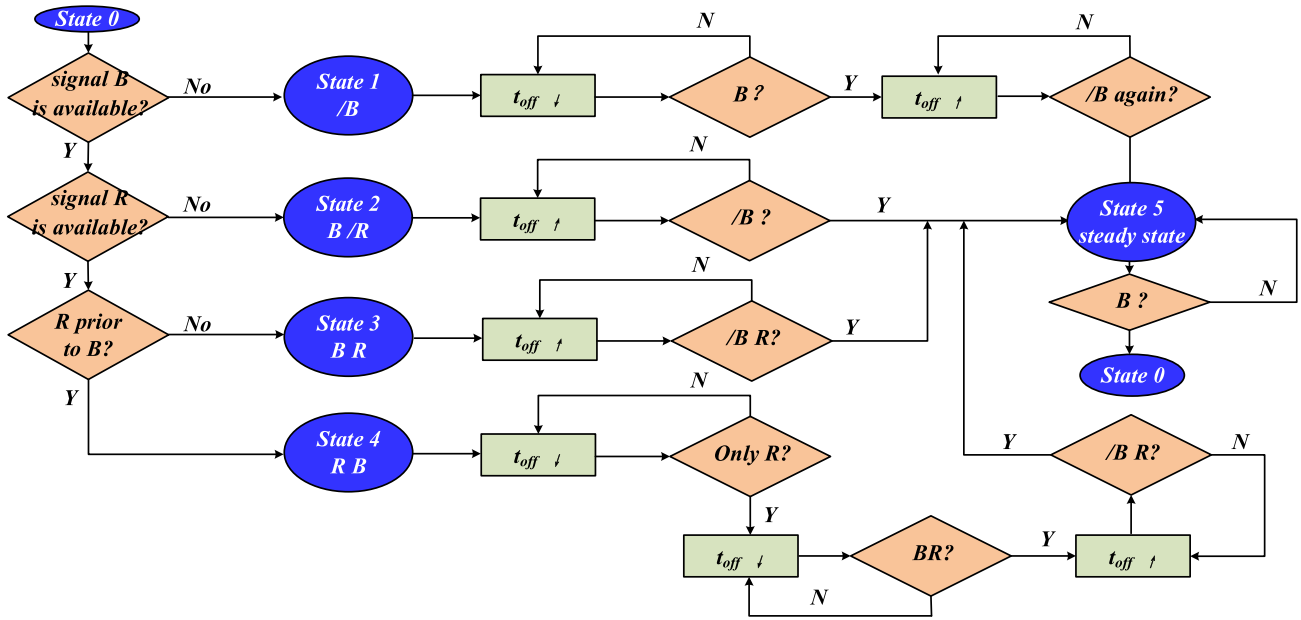 State 0
signal B
is available?
No
State 1
/B
t_off ↓
N
B ?
Y
t_off ↑
N
/B again?
Y
signal R
is available?
No
State 2
B /R
t_off ↑
N
/B ?
Y
State 5
steady state
Y
R prior
to B?
No
State 3
B R
t_off ↑
N
/B R?
Y
B ?
N
State 0
Y
State 4
R B
t_off ↓
N
Only R?
Y
t_off ↓
BR?
N
Y
t_off ↑
/B R?
Y
N